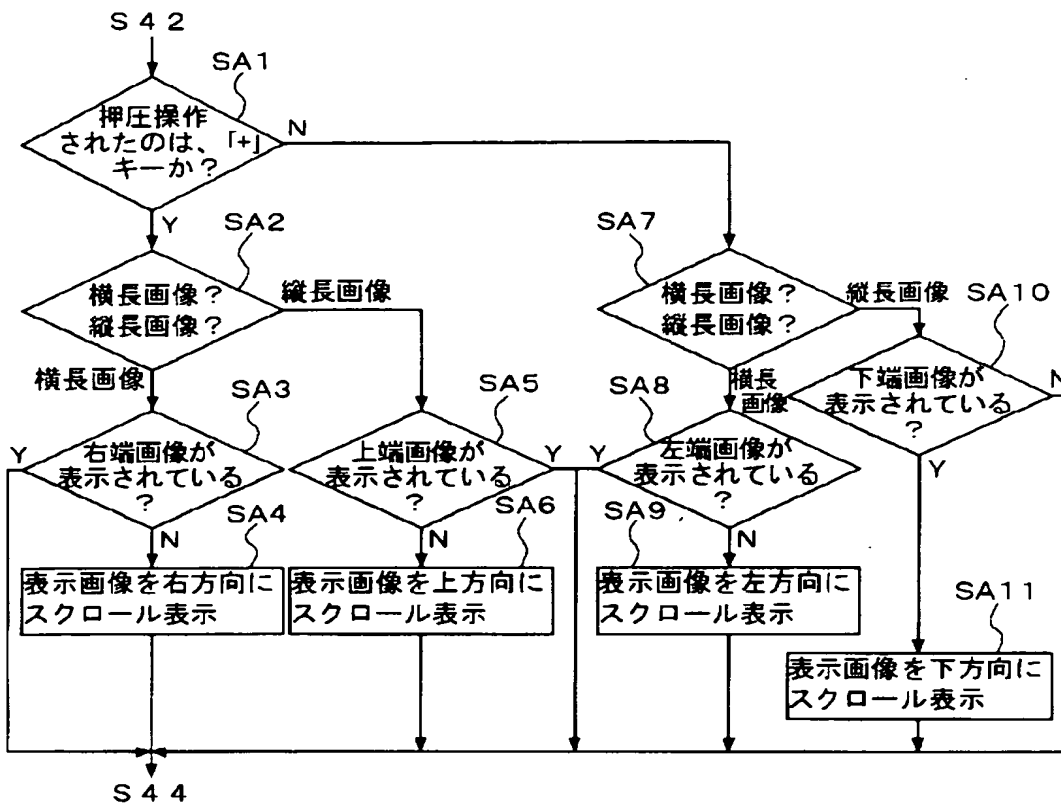 S42
SA1
押圧操作
されたのは、「+」
キーか?
N
Y
SA2
横長画像?
縦長画像?
縦長画像
横長画像
SA3
Y
右端画像が
表示されている
?
N
SA4
表示画像を右方向に
スクロール表示
SA5
上端画像が
表示されている
?
Y
N
SA6
表示画像を上方向に
スクロール表示
SA7
横長画像?
縦長画像?
縦長画像
横長
画像
SA8
Y
左端画像が
表示されている
?
N
SA9
表示画像を左方向に
スクロール表示
SA10
下端画像が
表示されている
?
N
Y
SA11
表示画像を下方向に
スクロール表示
S44